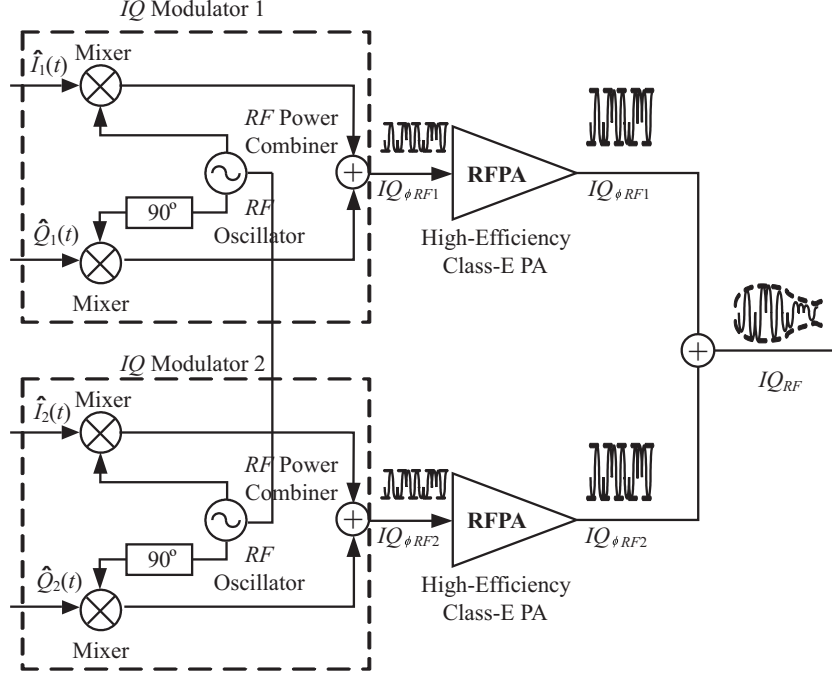 IQ Modulator 1
Mixer
Î₁(t)
RF Power
Combiner
+
IQϕRF1
RFPA
IQϕRF1
90º
RF
Oscillator
Q̂₁(t)
Mixer
High-Efficiency
Class-E PA
+
IQRF
IQ Modulator 2
Mixer
Î₂(t)
RF Power
Combiner
+
IQϕRF2
RFPA
IQϕRF2
90º
RF
Oscillator
Q̂₂(t)
Mixer
High-Efficiency
Class-E PA